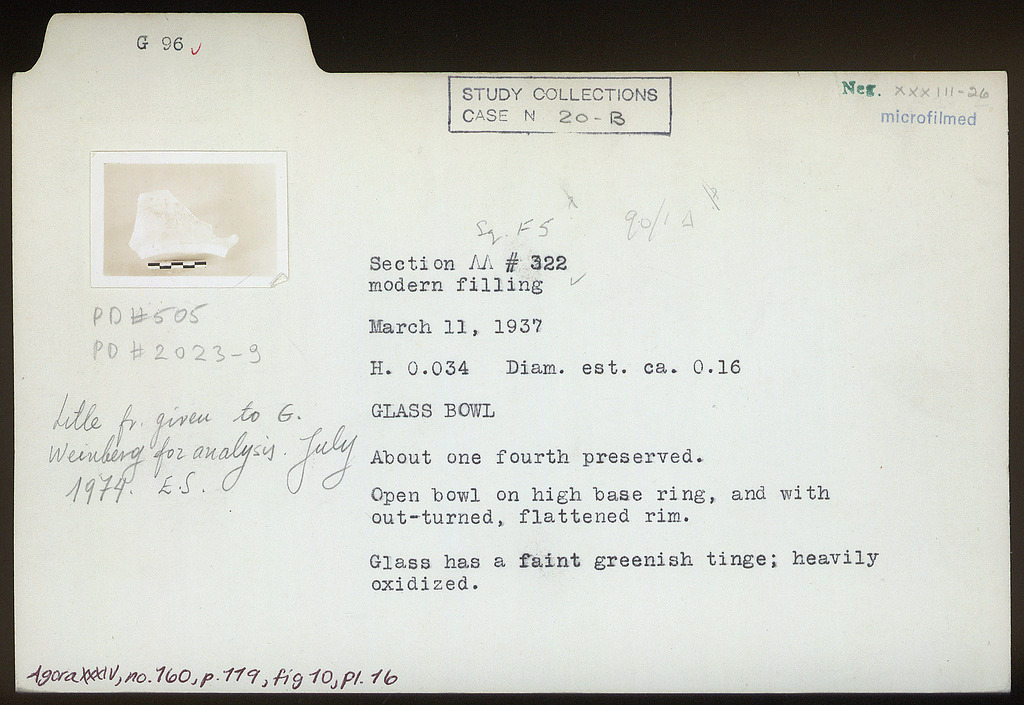 G 96 ✓
STUDY COLLECTIONS
CASE N 20-B
Neg. XXXIII-26
microfilmed
Sq. F5 90/1Δ
Section ΛΛ # 322
modern filling ✓
March 11, 1937
H. 0.034 Diam. est. ca. 0.16
GLASS BOWL
About one fourth preserved.
Open bowl on high base ring, and with
out-turned, flattened rim.
Glass has a faint greenish tinge; heavily
oxidized.
PD#505
PD#2023-9
Little fr. given to G.
Weinberg for analysis. July
1974. E.S.
Agora XXXIV, no. 160, p. 119, fig 10, pl. 16